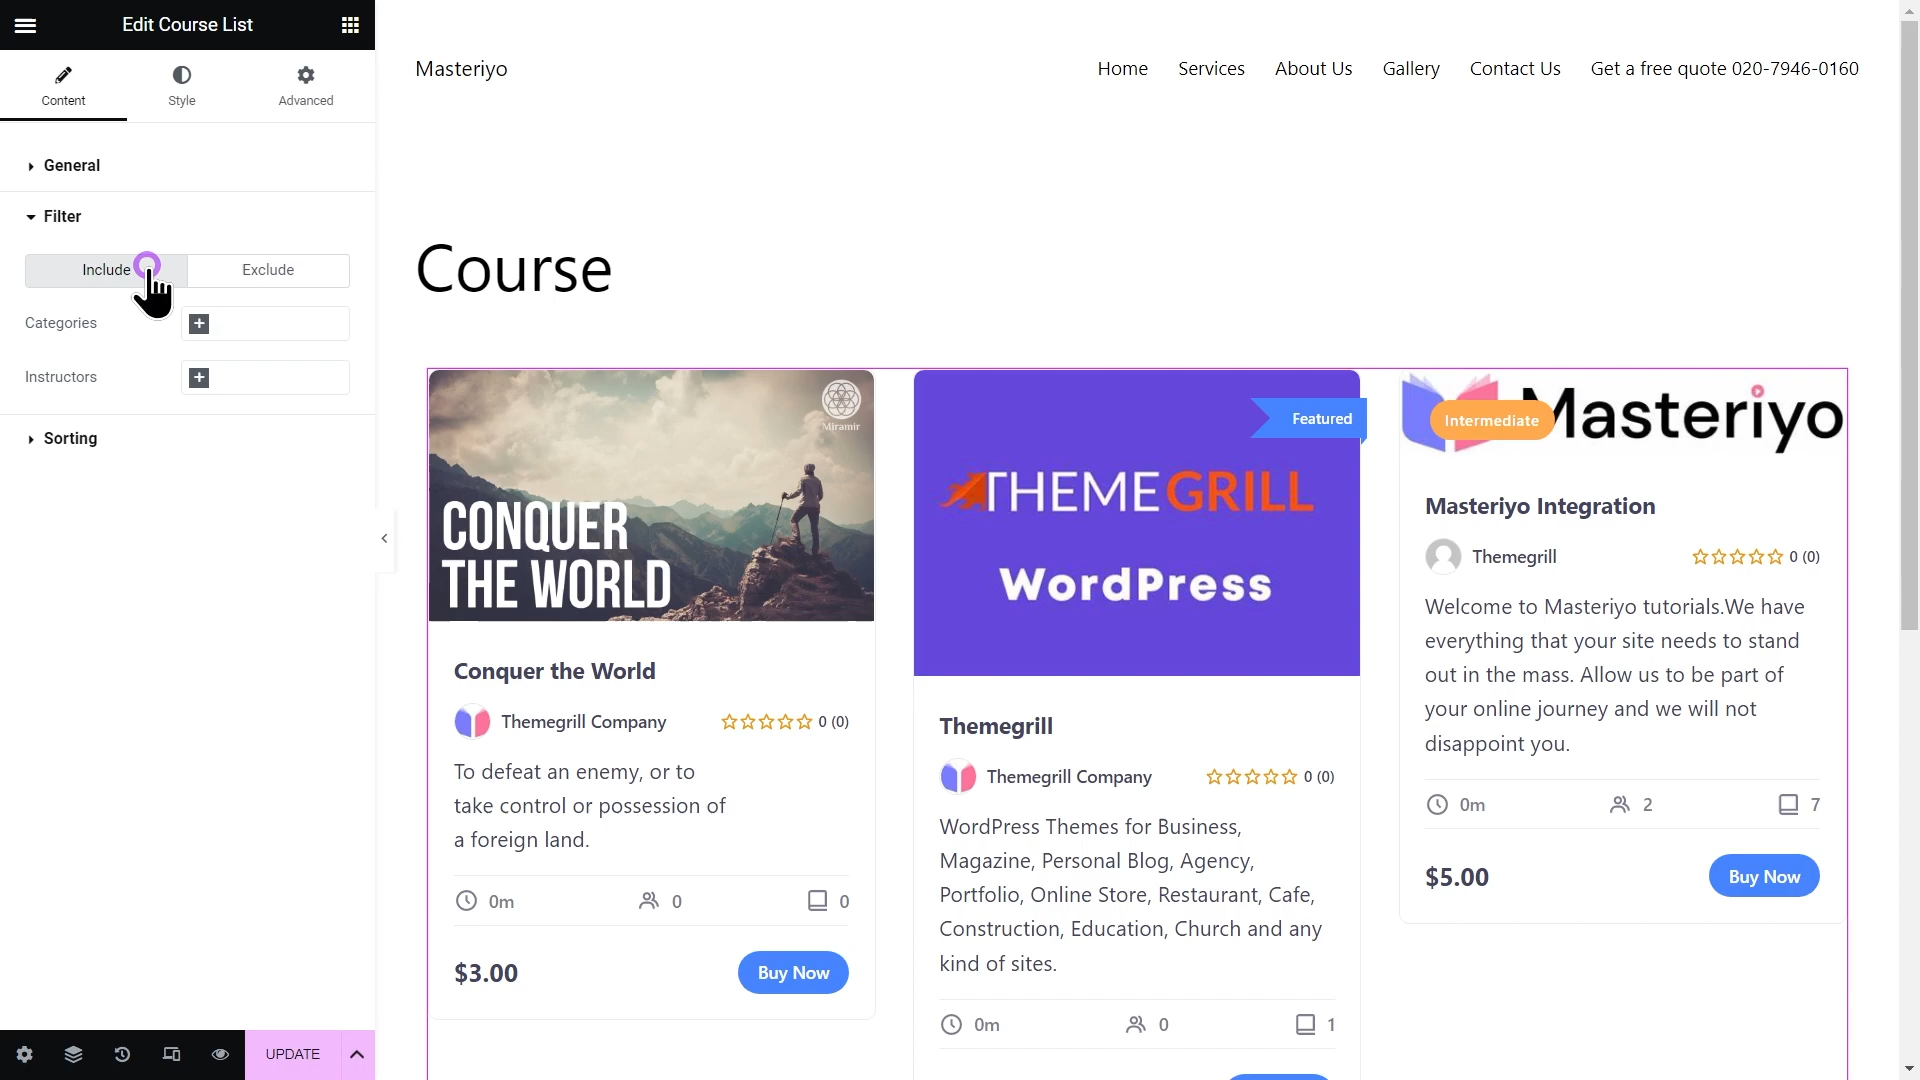 Edit Course List
Content
Style
Advanced
General
Filter
Include
Exclude
Categories
Instructors
Sorting
UPDATE
Masteriyo
Home
Services
About Us
Gallery
Contact Us
Get a free quote 020-7946-0160
Course
Miramir
CONQUER
THE WORLD
Conquer the World
Themegrill Company
0 (0)
To defeat an enemy, or to
take control or possession of
a foreign land.
0m
0
0
$3.00
Buy Now
Featured
THEMEGRILL
WordPress
Themegrill
Themegrill Company
0 (0)
WordPress Themes for Business,
Magazine, Personal Blog, Agency,
Portfolio, Online Store, Restaurant, Cafe,
Construction, Education, Church and any
kind of sites.
0m
0
1
Intermediate
Masteriyo
Masteriyo Integration
Themegrill
0 (0)
Welcome to Masteriyo tutorials.We have
everything that your site needs to stand
out in the mass. Allow us to be part of
your online journey and we will not
disappoint you.
0m
2
7
$5.00
Buy Now